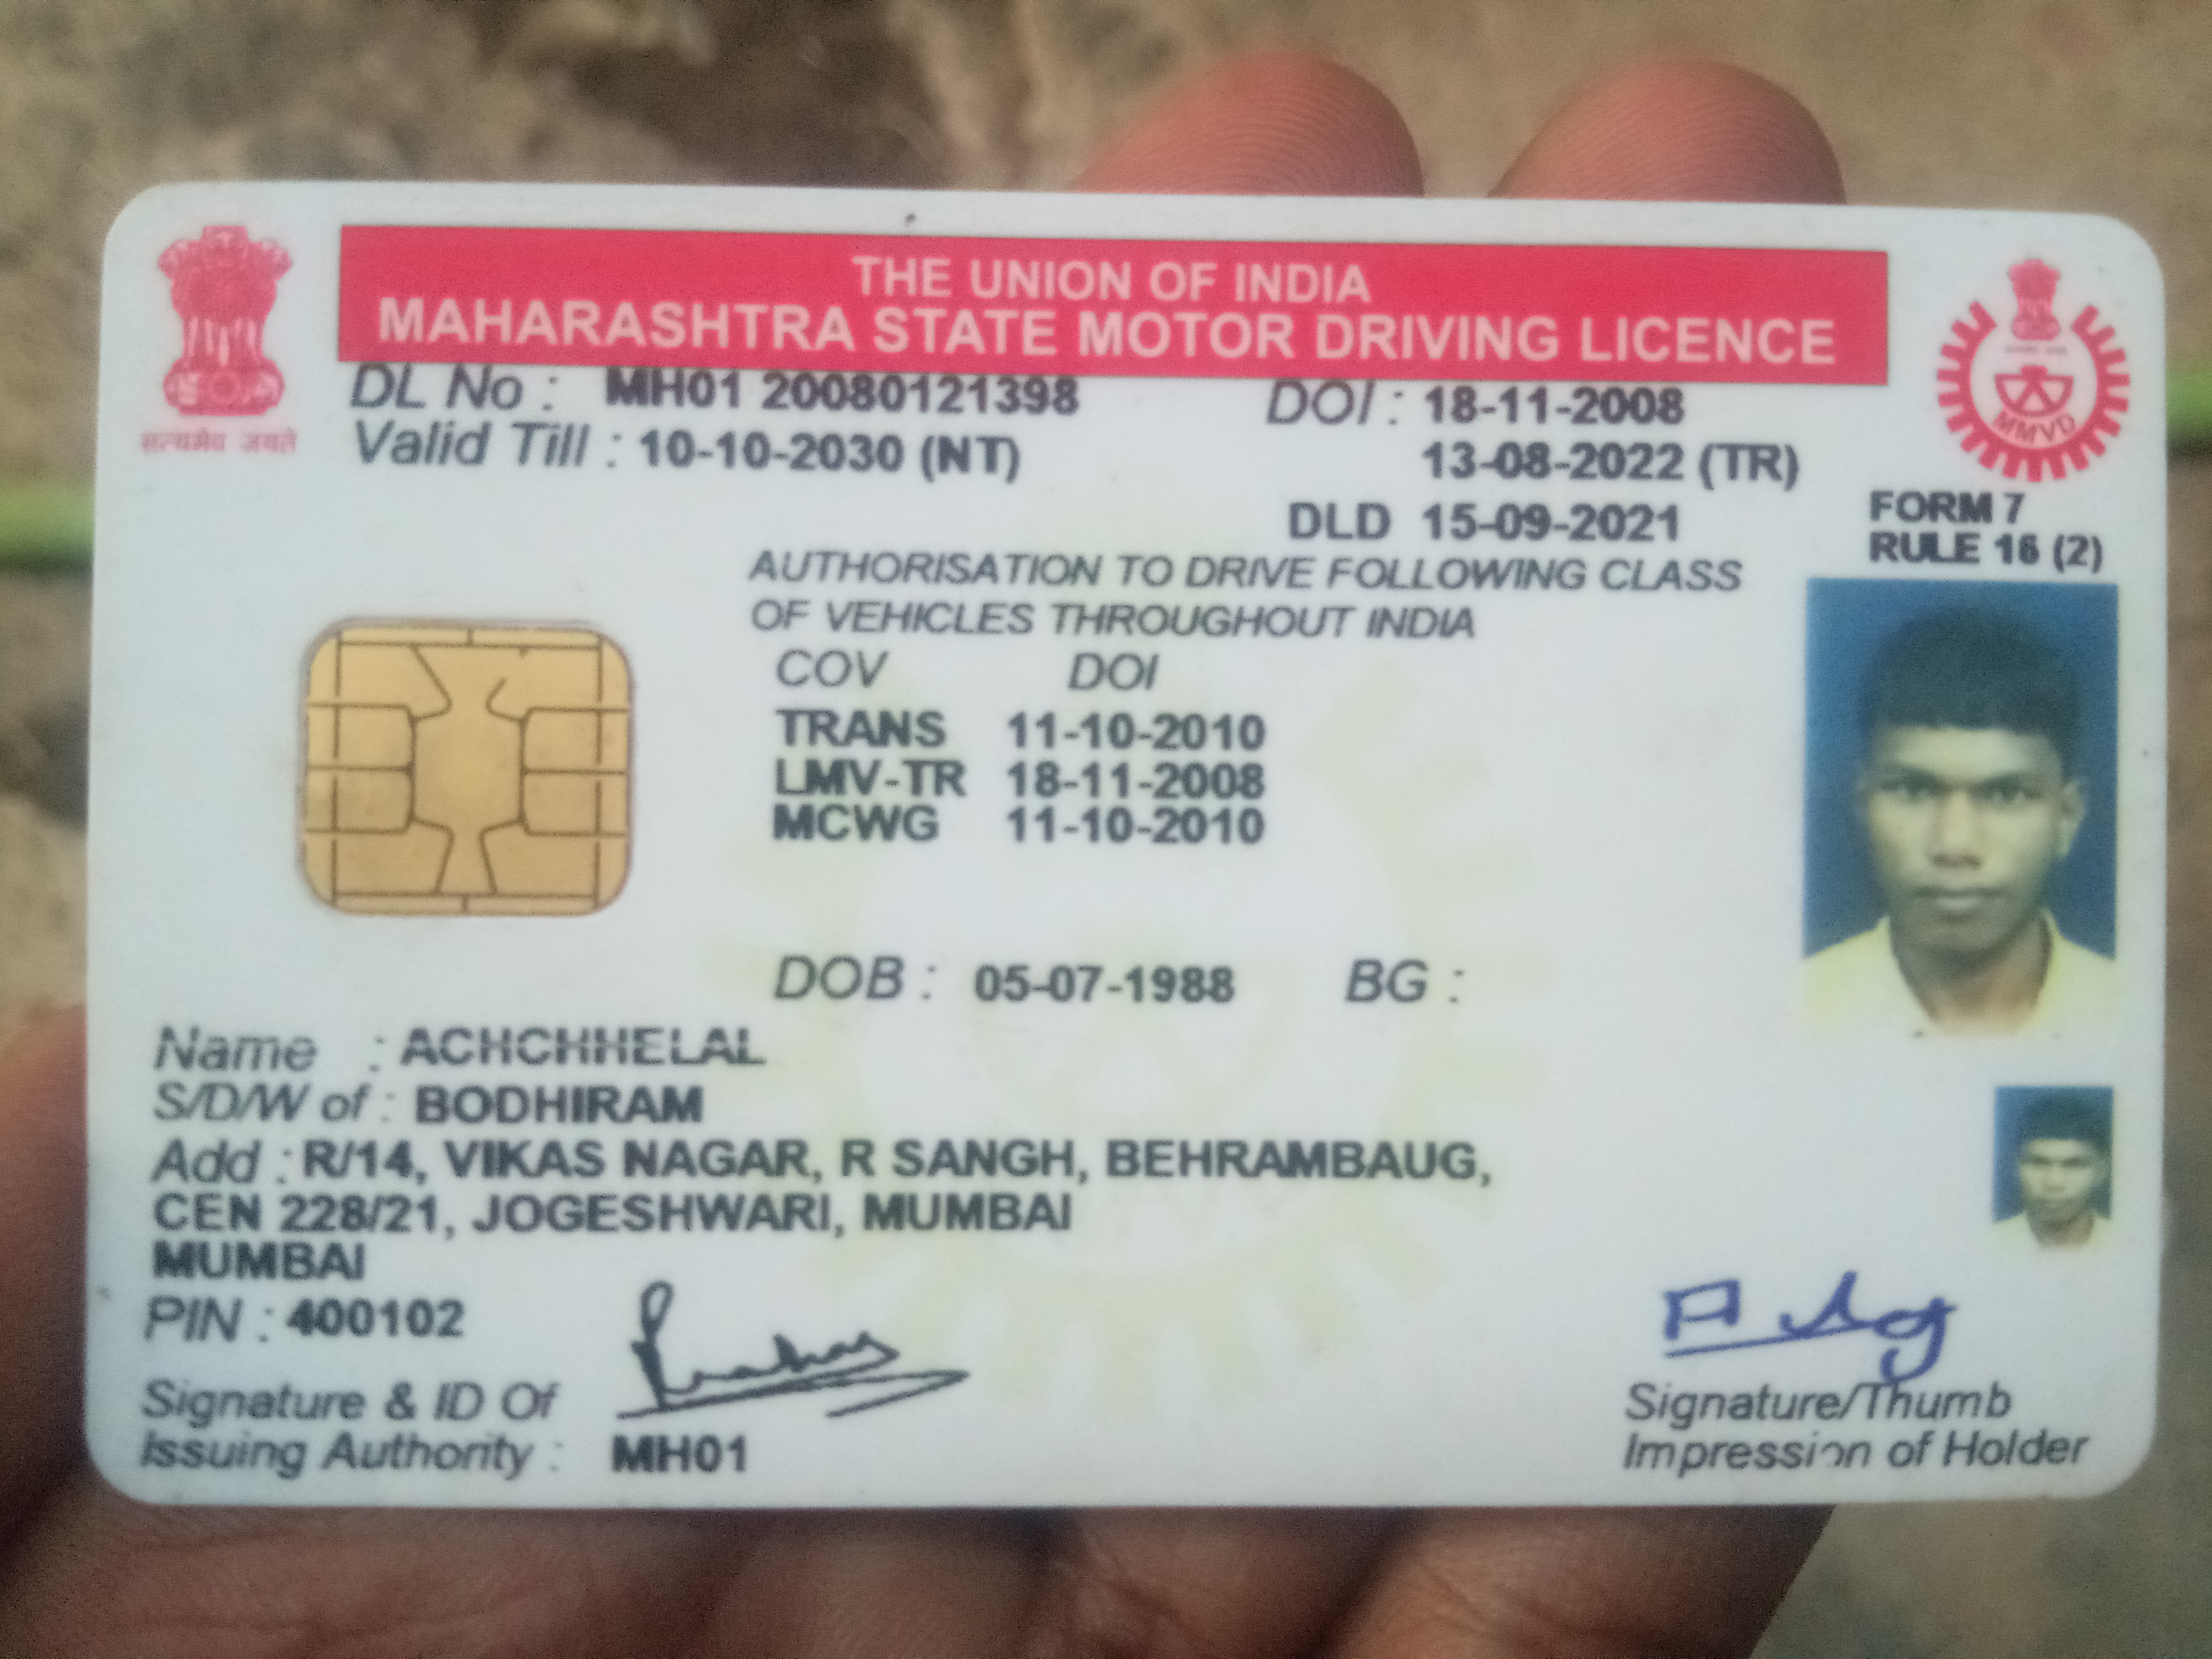 THE UNION OF INDIA
MAHARASHTRA STATE MOTOR DRIVING LICENCE
सत्यमेव जयते
MMVD
DL No : MH01 20080121398 DOI : 18-11-2008
Valid Till : 10-10-2030 (NT) 13-08-2022 (TR)
DLD 15-09-2021
FORM 7
RULE 16 (2)
AUTHORISATION TO DRIVE FOLLOWING CLASS
OF VEHICLES THROUGHOUT INDIA
COV DOI
TRANS 11-10-2010
LMV-TR 18-11-2008
MCWG 11-10-2010
DOB : 05-07-1988 BG :
Name : ACHCHHELAL
S/D/W of : BODHIRAM
Add : R/14, VIKAS NAGAR, R SANGH, BEHRAMBAUG,
CEN 228/21, JOGESHWARI, MUMBAI
MUMBAI
PIN : 400102
Signature & ID Of
Issuing Authority : MH01
Signature/Thumb
Impression of Holder